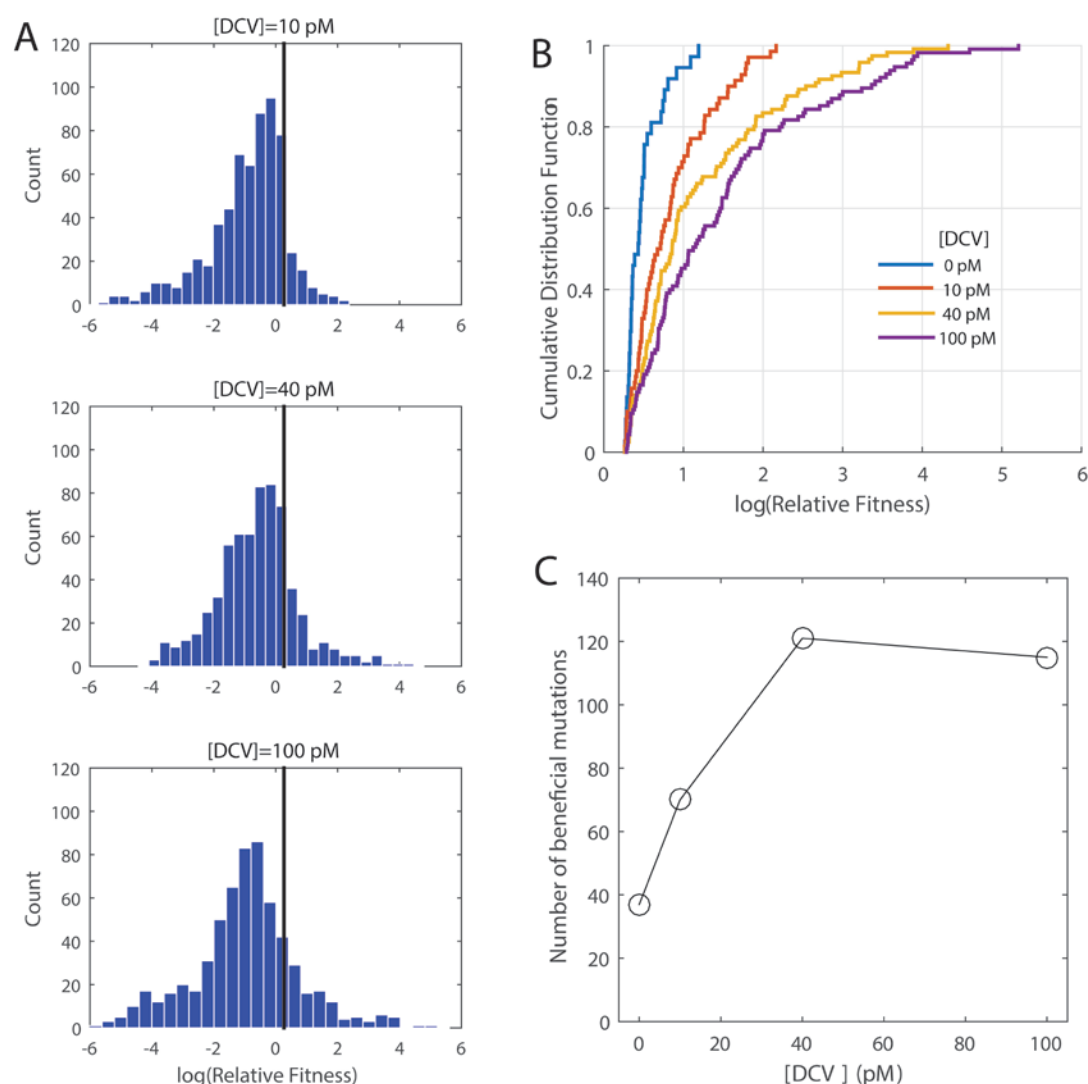 A
[DCV]=10 pM
120
100
80
60
40
20
0
Count
-6 -4 -2 0 2 4 6
[DCV]=40 pM
120
100
80
60
40
20
0
Count
-6 -4 -2 0 2 4 6
[DCV]=100 pM
120
100
80
60
40
20
0
Count
-6 -4 -2 0 2 4 6
log(Relative Fitness)
B
1
0.8
0.6
0.4
0.2
0
Cumulative Distribution Function
[DCV]
0 pM
10 pM
40 pM
100 pM
0 1 2 3 4 5 6
log(Relative Fitness)
C
140
120
100
80
60
40
20
0
Number of beneficial mutations
0 20 40 60 80 100
[DCV ] (pM)